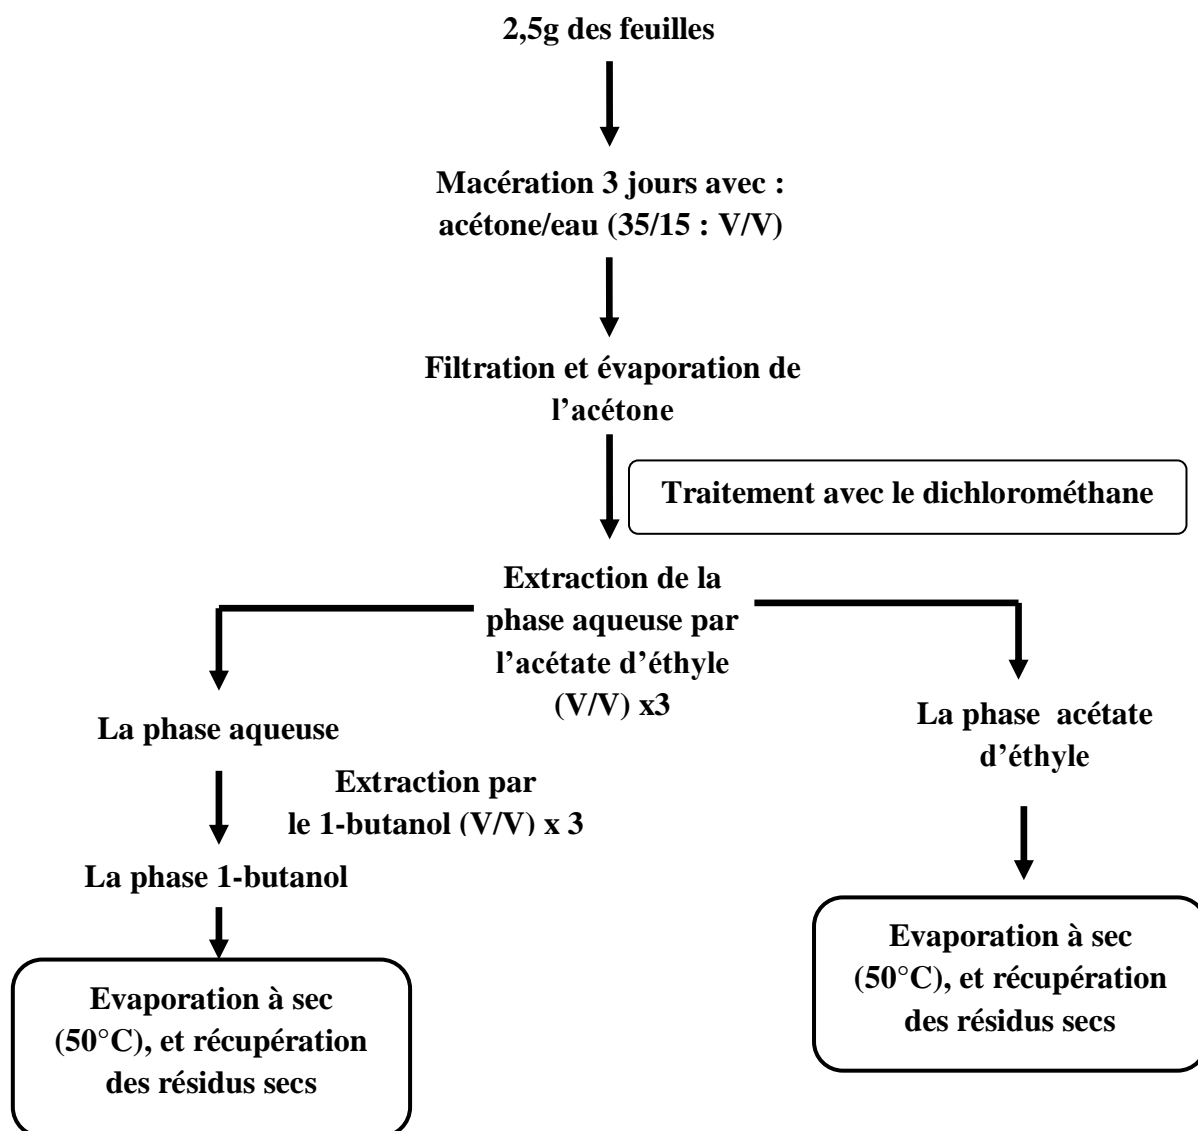 2,5g des feuilles
Macération 3 jours avec :
acétone/eau (35/15 : V/V)
Filtration et évaporation de
l’acétone
Traitement avec le dichlorométhane
Extraction de la
phase aqueuse par
l’acétate d’éthyle
(V/V) x3
La phase aqueuse
Extraction par
le 1-butanol (V/V) x 3
La phase 1-butanol
Evaporation à sec
(50°C), et récupération
des résidus secs
La phase  acétate
d’éthyle
Evaporation à sec
(50°C), et récupération
des résidus secs